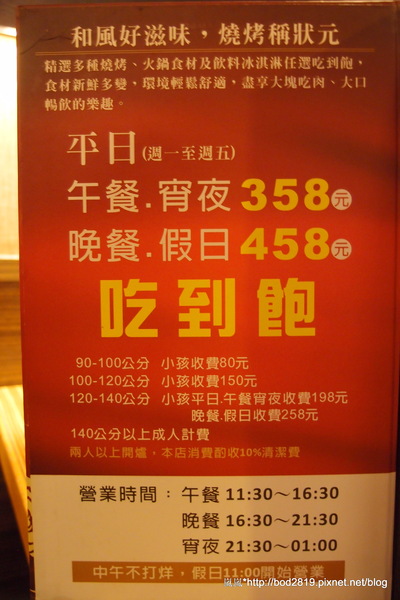 和風好滋味，燒烤稱狀元
精選多種燒烤、火鍋食材及飲料冰淇淋任選吃到飽，
食材新鮮多變，環境輕鬆舒適，盡享大塊吃肉、大口
暢飲的樂趣。
平日(週一至週五)
午餐.宵夜358元
晚餐.假日458元
吃到飽
90-100公分 小孩收費80元
100-120公分 小孩收費150元
120-140公分 小孩平日.午餐宵夜收費198元
晚餐.假日收費258元
140公分以上成人計費
兩人以上開爐，本店消費酌收10%清潔費
營業時間：午餐 11:30～16:30
晚餐 16:30～21:30
宵夜 21:30～01:00
中午不打烊，假日11:00開始營業
嵐嵐*http://bod2819.pixnet.net/blog